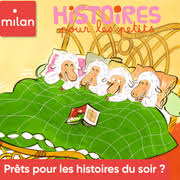 milan
HiSTOiRES
pour les petits
Prêts pour les histoires du soir ?